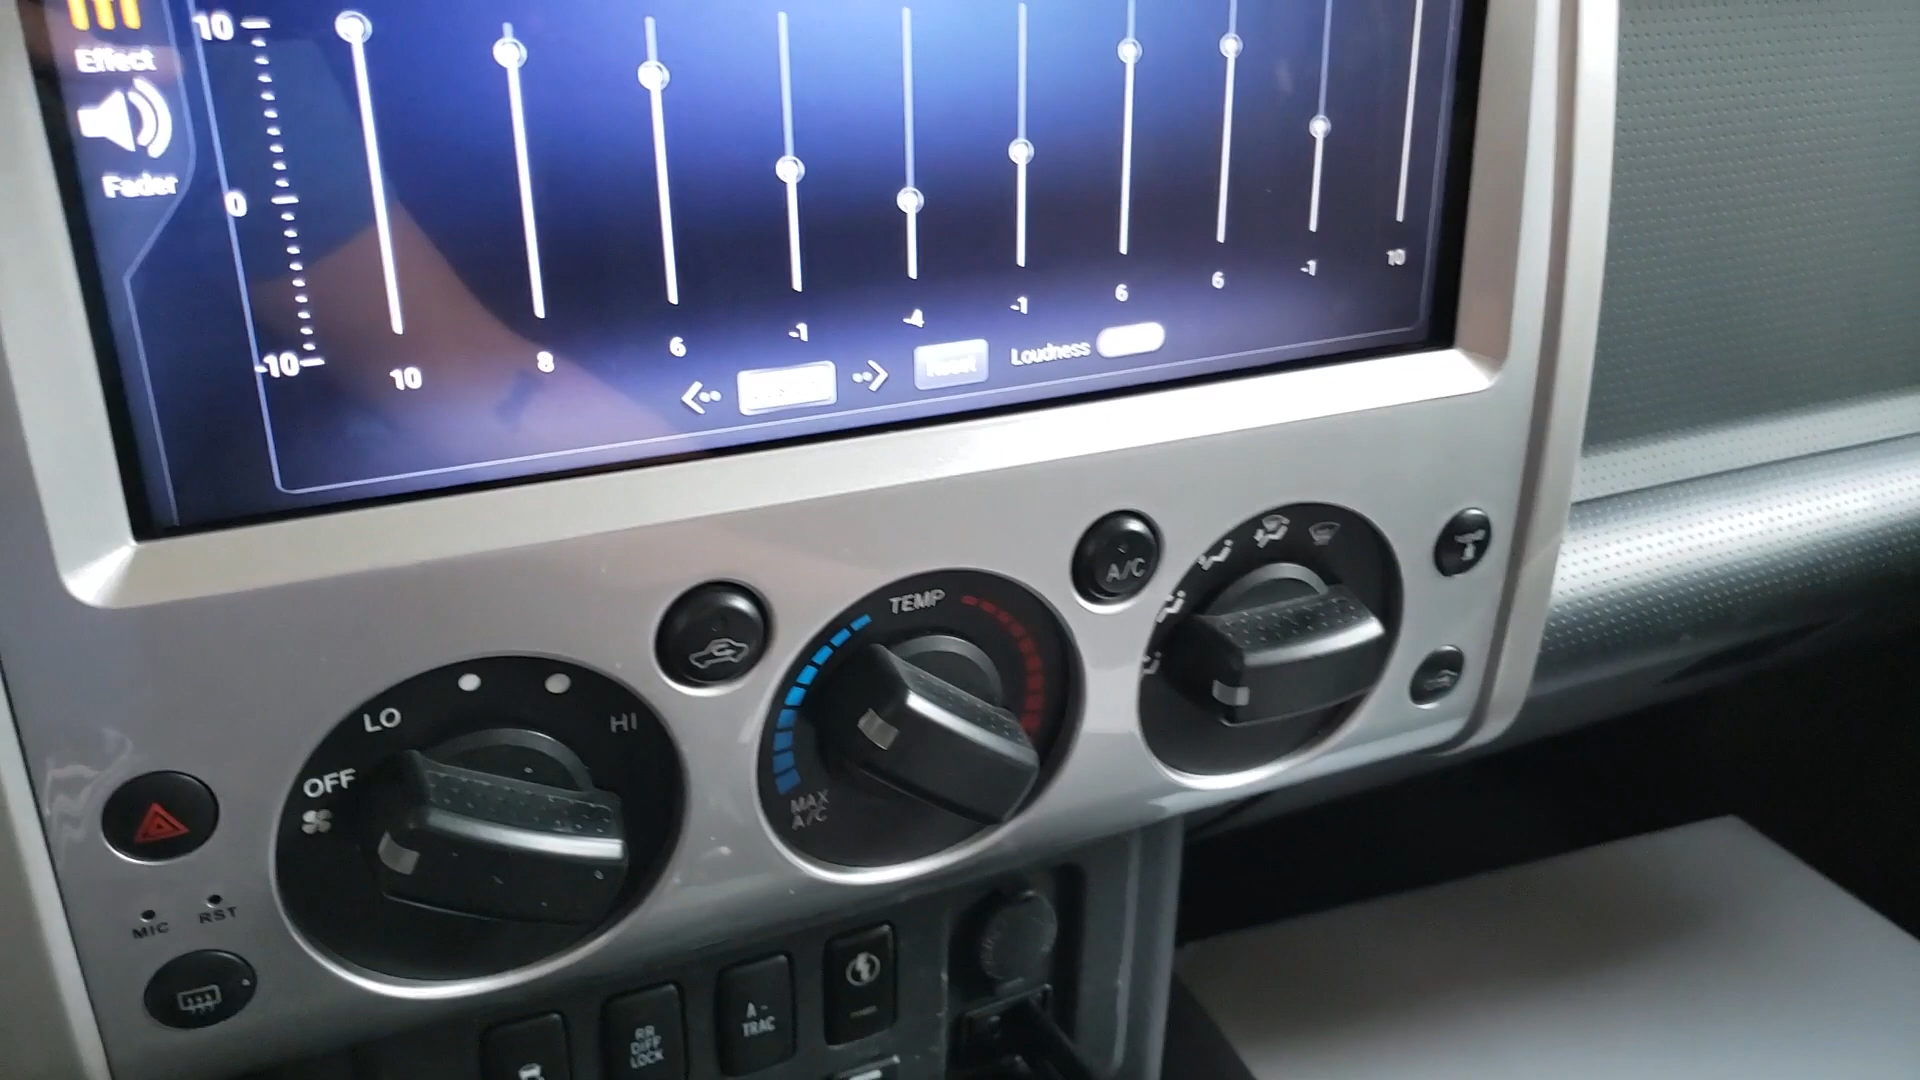 Effect
Fader
10
0
-10
10
8
6
-1
-4
-1
6
6
-1
10
Reset
Loudness
A/C
TEMP
MAX
A/C
LO
HI
OFF
MIC
RST
RR
DIFF
LOCK
A-
TRAC